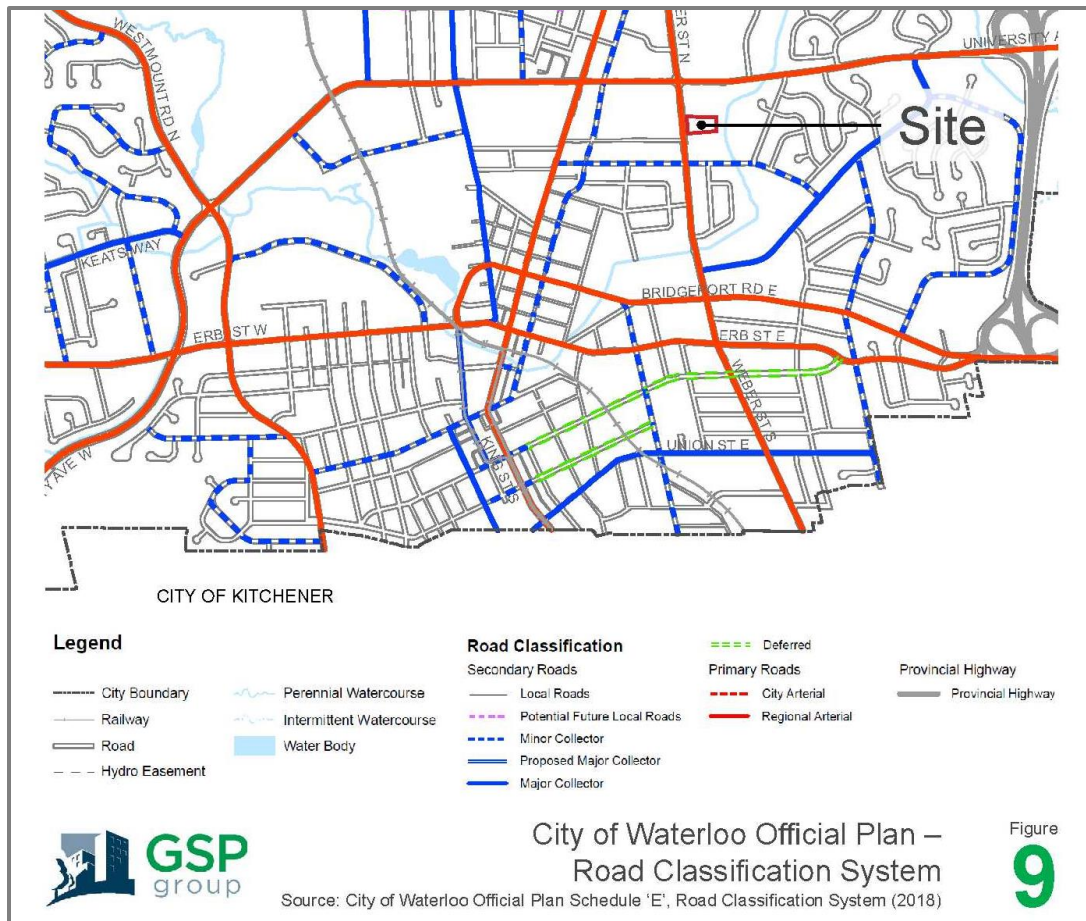 WESTMOUNT RD N
ERST N
UNIVERSITY A
Site
KEATS WAY
BRIDGEPORT RD E
ERB ST W
ERB ST E
WEBER ST S
KING ST S
UNION ST E
Y AVE W
CITY OF KITCHENER
Legend
City Boundary
Railway
Road
Hydro Easement
Perennial Watercourse
Intermittent Watercourse
Water Body
Road Classification
Secondary Roads
Local Roads
Potential Future Local Roads
Minor Collector
Proposed Major Collector
Major Collector
Deferred
Primary Roads
City Arterial
Regional Arterial
Provincial Highway
Provincial Highway
GSP
group
City of Waterloo Official Plan –
Road Classification System
Source: City of Waterloo Official Plan Schedule ‘E’, Road Classification System (2018)
Figure
9